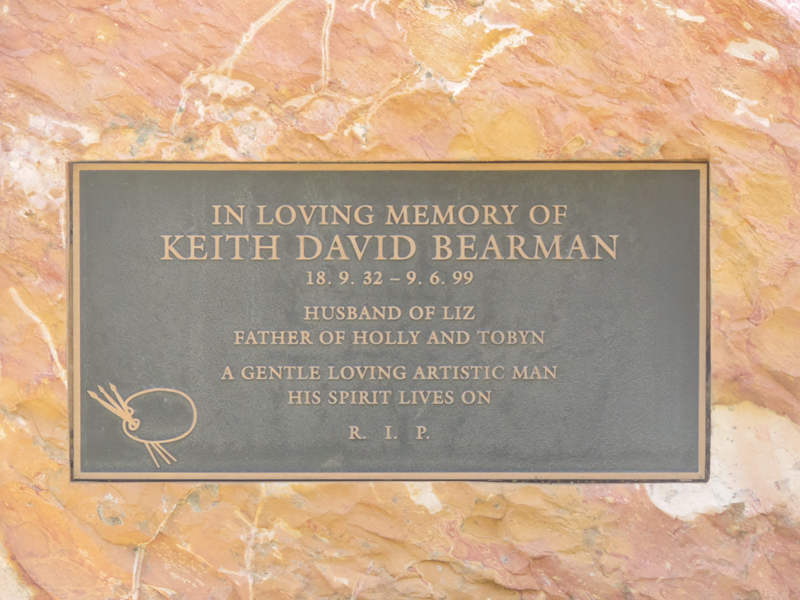 IN LOVING MEMORY OF
KEITH DAVID BEARMAN
18. 9. 32 – 9. 6. 99
HUSBAND OF LIZ
FATHER OF HOLLY AND TOBYN
A GENTLE LOVING ARTISTIC MAN
HIS SPIRIT LIVES ON
R. I. P.